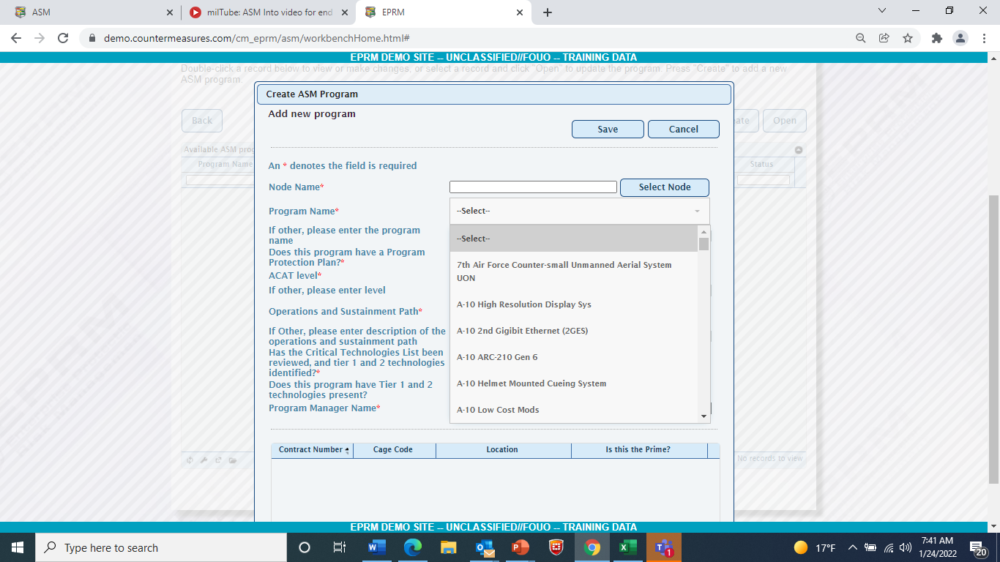 ASM
milTube: ASM Into video for end
EPRM
demo.countermeasures.com/cm_eprm/asm/workbenchHome.html#
EPRM DEMO SITE -- UNCLASSIFIED//FOUO -- TRAINING DATA
Double-click a record below to view or make changes, or select a record and click "Open" to update the program. Press "Create" to add a new
ASM program.
Create ASM Program
Add new program
Back
Save
Cancel
ate
Open
Available ASM prog
Program Name
Status
An * denotes the field is required
Node Name*
Select Node
Program Name*
--Select--
If other, please enter the program
name
--Select--
Does this program have a Program
Protection Plan?*
7th Air Force Counter-small Unmanned Aerial System
UON
ACAT level*
If other, please enter level
A-10 High Resolution Display Sys
Operations and Sustainment Path*
A-10 2nd Gigibit Ethernet (2GES)
If Other, please enter description of the
operations and sustainment path
Has the Critical Technologies List been
reviewed, and tier 1 and 2 technologies
identified?*
A-10 ARC-210 Gen 6
Does this program have Tier 1 and 2
technologies present?
A-10 Helmet Mounted Cueing System
Program Manager Name*
A-10 Low Cost Mods
Contract Number
Cage Code
Location
Is this the Prime?
No records to view
EPRM DEMO SITE -- UNCLASSIFIED//FOUO -- TRAINING DATA
Type here to search
1
17°F
7:41 AM
1/24/2022
20